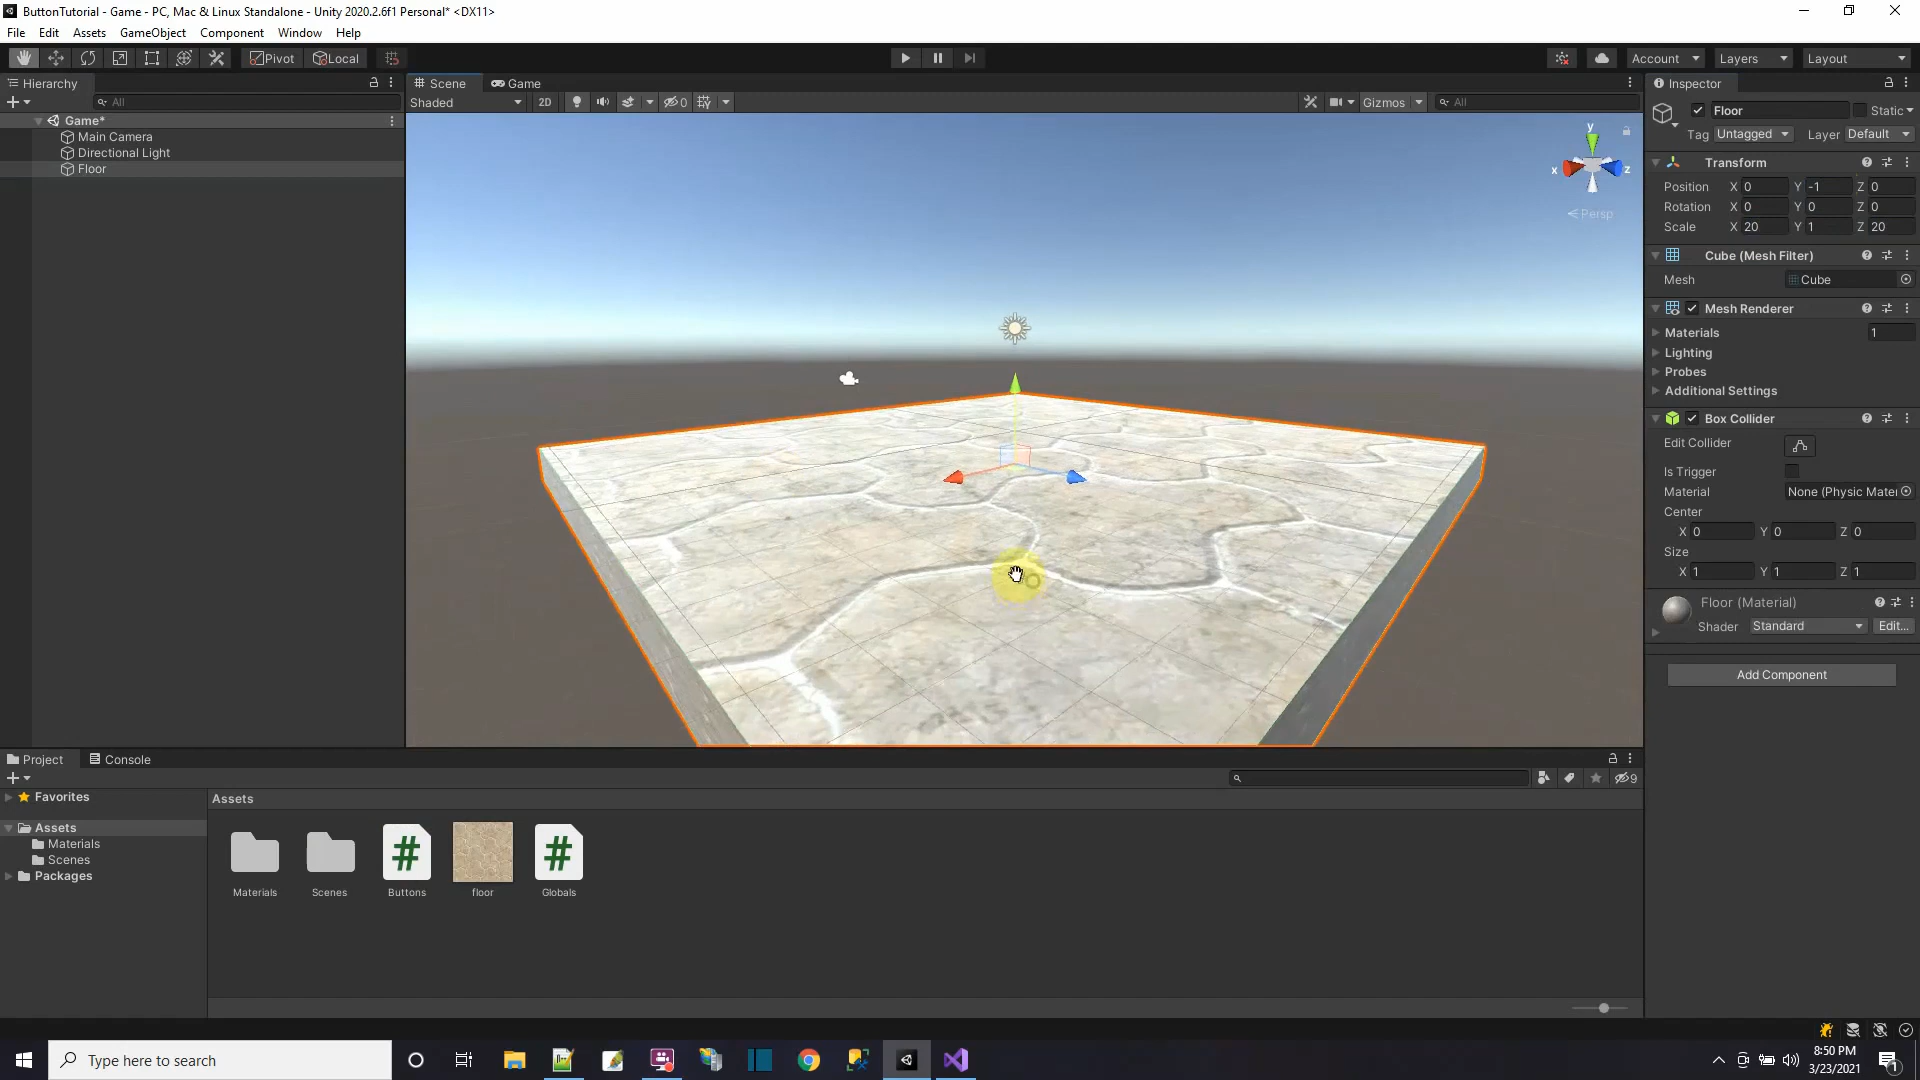 ButtonTutorial - Game - PC, Mac & Linux Standalone - Unity 2020.2.6f1 Personal* <DX11>
File Edit Assets GameObject Component Window Help
Pivot Local Account Layers Layout
Hierarchy
All
Game*
Main Camera
Directional Light
Floor
Scene Game
Shaded 2D 0 Gizmos All
y
x z
Persp
Inspector
Floor Static
Tag Untagged Layer Default
Transform
Position X 0 Y -1 Z 0
Rotation X 0 Y 0 Z 0
Scale X 20 Y 1 Z 20
Cube (Mesh Filter)
Mesh Cube
Mesh Renderer
Materials 1
Lighting
Probes
Additional Settings
Box Collider
Edit Collider
Is Trigger
Material None (Physic Mater
Center
X 0 Y 0 Z 0
Size
X 1 Y 1 Z 1
Floor (Material)
Shader Standard Edit...
Add Component
Project Console
9
Favorites
Assets
Materials
Scenes
Packages
Assets
Materials Scenes Buttons floor Globals
Type here to search
8:50 PM
3/23/2021
1